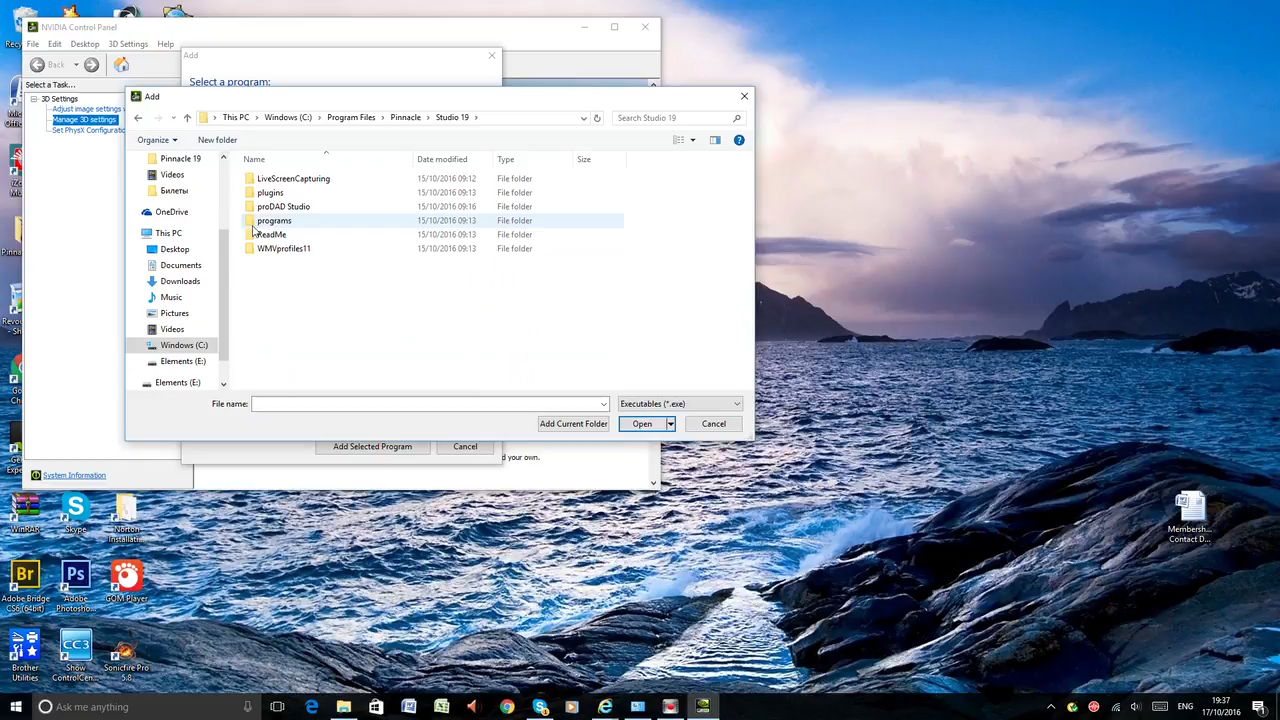 NVIDIA Control Panel
File Edit Desktop 3D Settings Help
Back
Select a Task...
3D Settings
Adjust image settings
Manage 3D settings
Set PhysX Configuratio
System Information
Add
Select a program:
Add Selected Program Cancel
d your own.
Add
This PC > Windows (C:) > Program Files > Pinnacle > Studio 19 >
Search Studio 19
Organize New folder
Name Date modified Type Size
LiveScreenCapturing 15/10/2016 09:12 File folder
plugins 15/10/2016 09:13 File folder
proDAD Studio 15/10/2016 09:16 File folder
programs 15/10/2016 09:13 File folder
ReadMe 15/10/2016 09:13 File folder
WMVprofiles11 15/10/2016 09:13 File folder
Pinnacle 19
Videos
Билеты
OneDrive
This PC
Desktop
Documents
Downloads
Music
Pictures
Videos
Windows (C:)
Elements (E:)
Elements (E:)
File name:
Executables (*.exe)
Add Current Folder Open Cancel
WinRAR
Skype
Norton
Installati...
Adobe Bridge
CS6 (64bit)
Adobe
Photosho...
GOM Player
Brother
Utilities
Show
ControlCen...
Sonicfire Pro
5.8
Membersh...
Contact D...
Ask me anything
ENG
19:37
17/10/2016